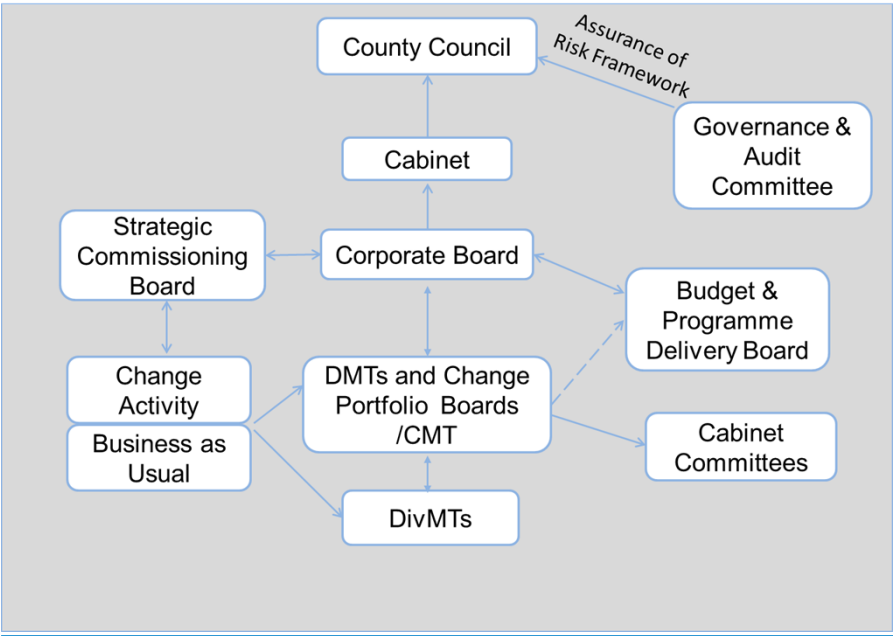 County Council
Assurance of
Risk Framework
Governance &
Audit
Committee
Cabinet
Strategic
Commissioning
Board
Corporate Board
Budget &
Programme
Delivery Board
Change
Activity
DMTs and Change
Portfolio Boards
/CMT
Business as
Usual
Cabinet
Committees
DivMTs